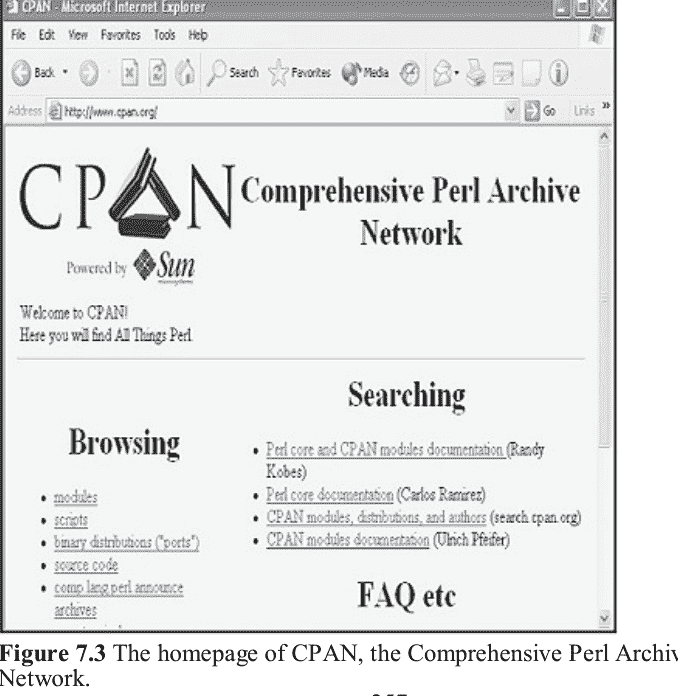 CPAN - Microsoft Internet Explorer
File Edit View Favorites Tools Help
Back Search Favorites Media
Address http://www.cpan.org/ Go Links »
CPAN
Comprehensive Perl Archive
Network
Powered by Sun
microsystems
Welcome to CPAN!
Here you will find All Things Perl
Browsing
• modules
• scripts
• binary distributions ("ports")
• source code
• comp lang perl announce
archives
Searching
• Perl core and CPAN modules documentation (Randy
Kobes)
• Perl core documentation (Carlos Ramirez)
• CPAN modules, distributions, and authors (search.cpan.org)
• CPAN modules documentation (Ulrich Pfeifer)
FAQ etc
Figure 7.3 The homepage of CPAN, the Comprehensive Perl Archiv
Network.